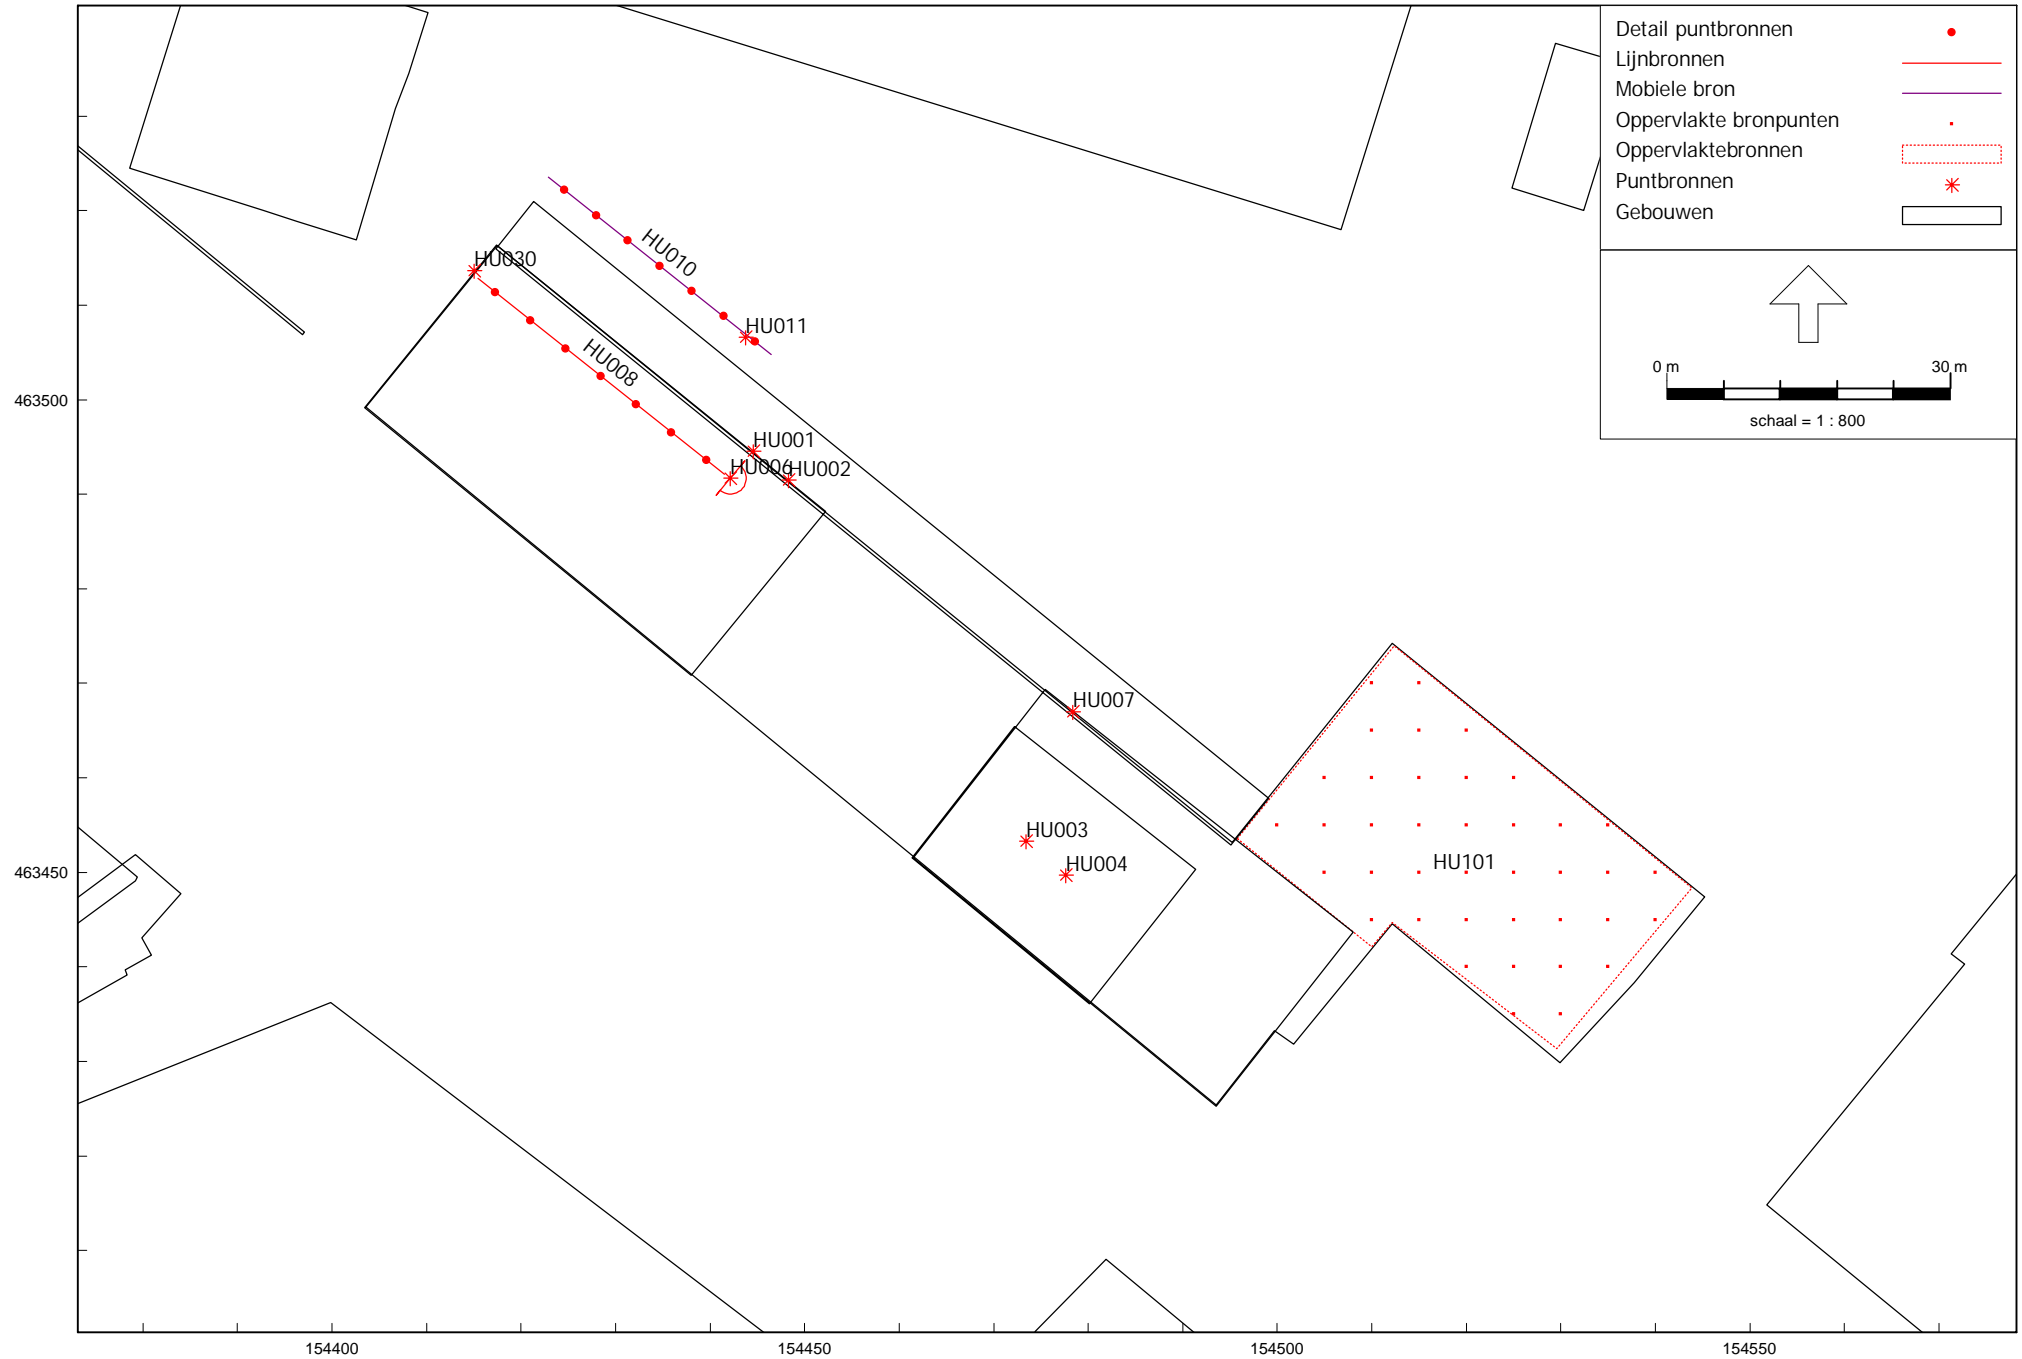 Detail puntbronnen
Lijnbronnen
Mobiele bron
Oppervlakte bronpunten
Oppervlaktebronnen
Puntbronnen
Gebouwen
0 m
30 m
schaal = 1 : 800
HU010
HU030
HU011
HU008
463500
HU001
HU006
HU002
HU007
HU003
HU004
HU101
463450
154400
154450
154500
154550